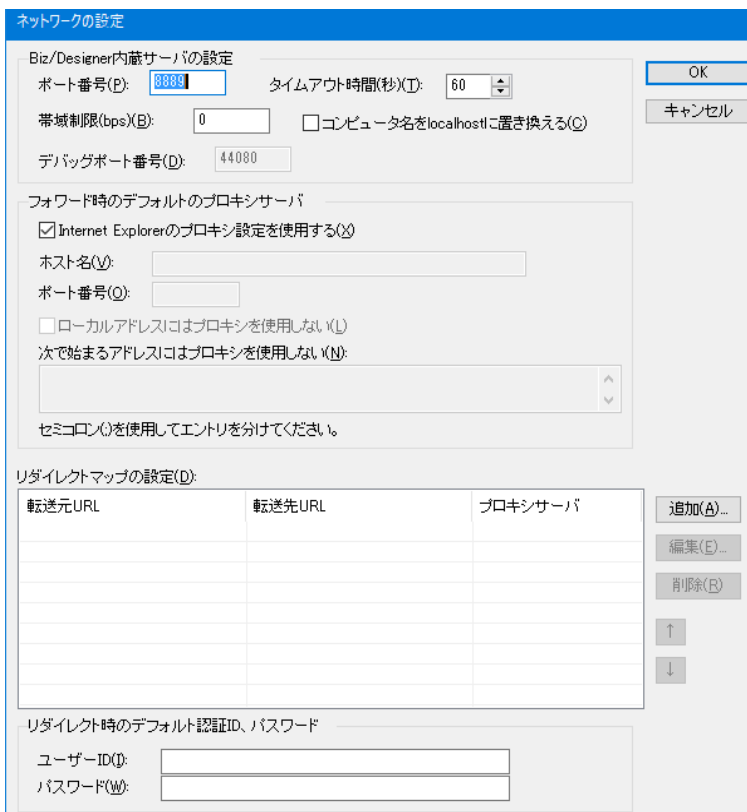 ネットワークの設定
Biz/Designer内蔵サーバの設定
ポート番号(P): 8889 タイムアウト時間(秒)(T): 60
OK
帯域制限(bps)(B): 0 コンピュータ名をlocalhostに置き換える(C)
キャンセル
デバッグポート番号(D): 44080
フォワード時のデフォルトのプロキシサーバ
Internet Explorerのプロキシ設定を使用する(X)
ホスト名(V):
ポート番号(O):
ローカルアドレスにはプロキシを使用しない(L)
次で始まるアドレスにはプロキシを使用しない(N):
セミコロン(;)を使用してエントリを分けてください。
リダイレクトマップの設定(D):
転送元URL 転送先URL プロキシサーバ
追加(A)...
編集(E)...
削除(R)
↑
↓
リダイレクト時のデフォルト認証ID、パスワード
ユーザーID(I):
パスワード(W):